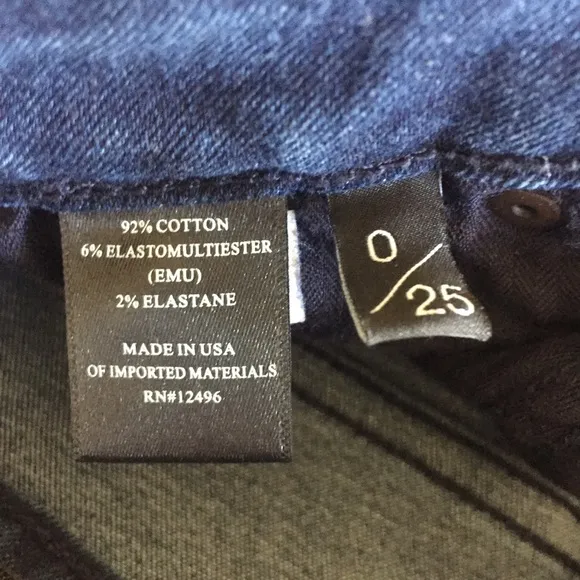 92% COTTON
6% ELASTOMULTIESTER
(EMU)
2% ELASTANE
MADE IN USA
OF IMPORTED MATERIALS
RN#12496
0/25